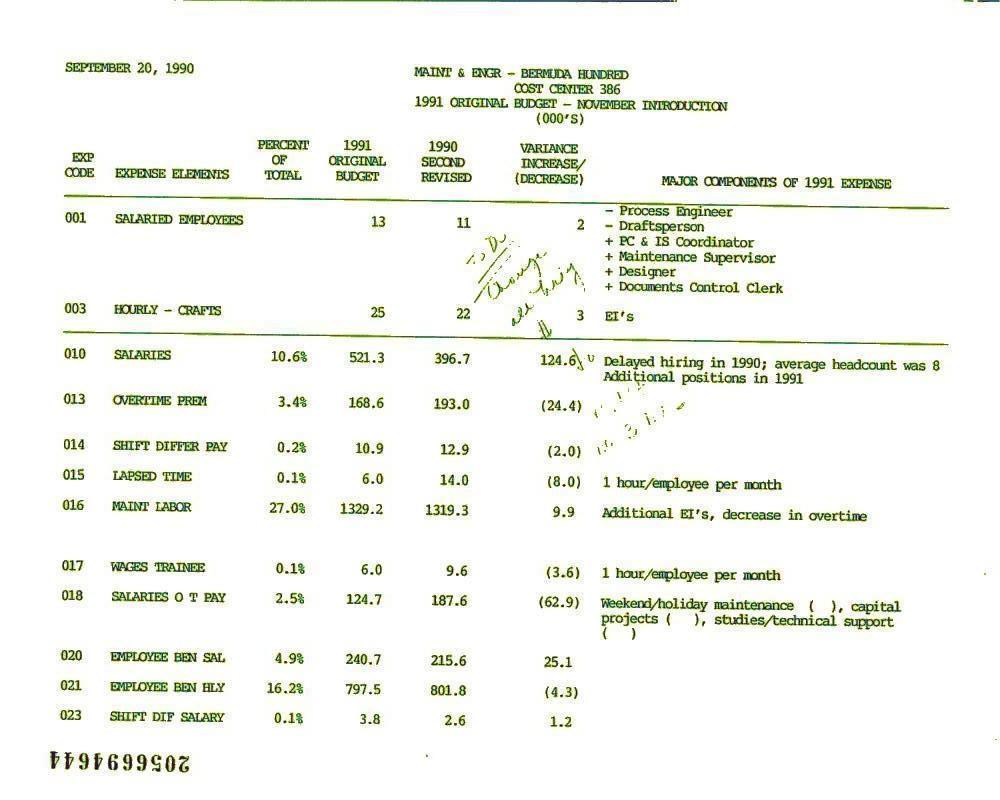 SEPTEMBER 20, 1990
MAINT & ENGR - BERMUDA HUNDRED
COST CENTER 386
1991 ORIGINAL BUDGET - NOVEMBER INTRODUCTION
(000'S)
EXP CODE EXPENSE ELEMENTS PERCENT OF TOTAL 1991 ORIGINAL BUDGET 1990 SECOND REVISED VARIANCE INCREASE/ (DECREASE) MAJOR COMPONENTS OF 1991 EXPENSE
001 SALARIED EMPLOYEES 13 11 2 - Process Engineer
- Draftsperson
+ PC & IS Coordinator
+ Maintenance Supervisor
+ Designer
+ Documents Control Clerk
To Do
Change
all
003 HOURLY - CRAFTS 25 22 3 EI's
010 SALARIES 10.6% 521.3 396.7 124.6 Delayed hiring in 1990; average headcount was 8
Additional positions in 1991
013 OVERTIME PREM 3.4% 168.6 193.0 (24.4)
014 SHIFT DIFFER PAY 0.2% 10.9 12.9 (2.0)
015 LAPSED TIME 0.1% 6.0 14.0 (8.0) 1 hour/employee per month
016 MAINT LABOR 27.0% 1329.2 1319.3 9.9 Additional EI's, decrease in overtime
017 WAGES TRAINEE 0.1% 6.0 9.6 (3.6) 1 hour/employee per month
018 SALARIES O T PAY 2.5% 124.7 187.6 (62.9) Weekend/holiday maintenance ( ), capital
projects ( ), studies/technical support
( )
020 EMPLOYEE BEN SAL 4.9% 240.7 215.6 25.1
021 EMPLOYEE BEN HLY 16.2% 797.5 801.8 (4.3)
023 SHIFT DIF SALARY 0.1% 3.8 2.6 1.2
2056694644